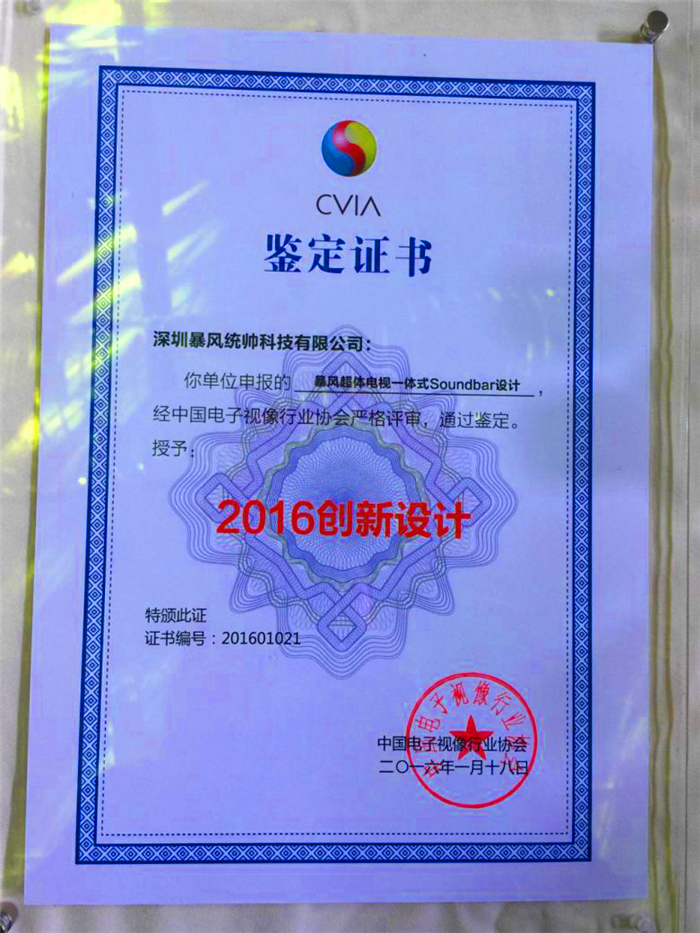 CVIA
鉴定证书
深圳暴风统帅科技有限公司：
你单位申报的 暴风超体电视一体式Soundbar设计，
经中国电子视像行业协会严格评审，通过鉴定。
授予：
2016创新设计
特颁此证
证书编号：201601021
中国电子视像行业协会
中国电子视像行业协会
二〇一六年一月十八日